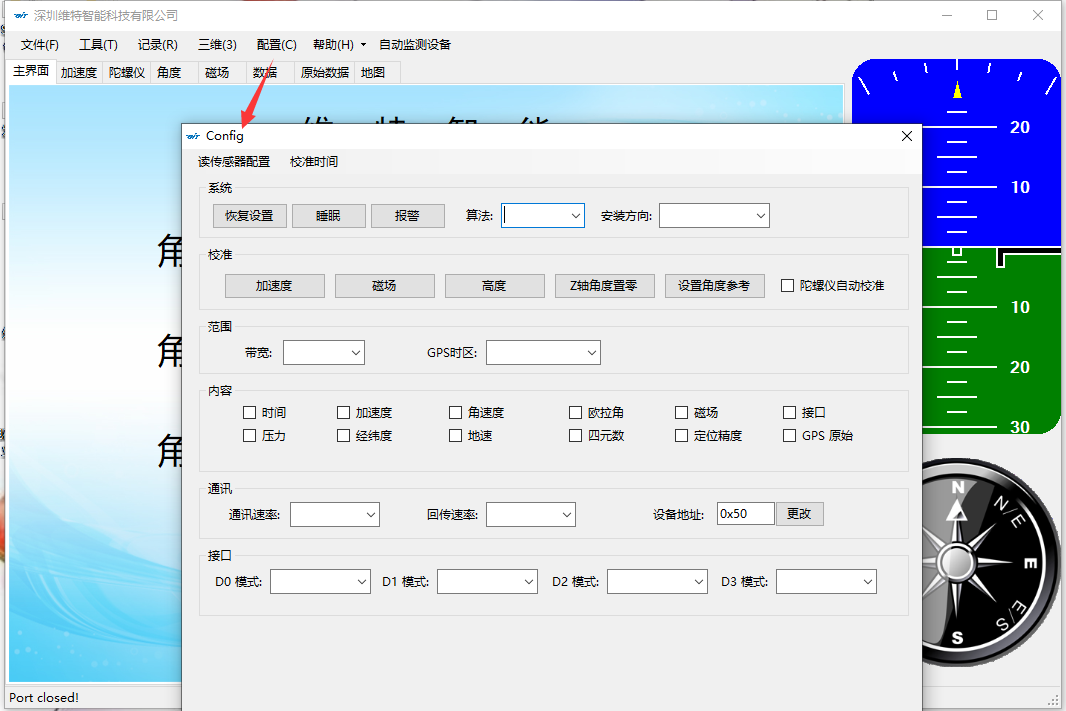 深圳维特智能科技有限公司
文件(F) 工具(T) 记录(R) 三维(3) 配置(C) 帮助(H) 自动监测设备
主界面 加速度 陀螺仪 角度 磁场 数据 原始数据 地图
维特智能
角
角
角
Config
读传感器配置 校准时间
系统
恢复设置 睡眠 报警 算法: 安装方向:
校准
加速度 磁场 高度 Z轴角度置零 设置角度参考 陀螺仪自动校准
范围
带宽: GPS时区:
内容
时间 加速度 角速度 欧拉角 磁场 接口
压力 经纬度 地速 四元数 定位精度 GPS 原始
通讯
通讯速率: 回传速率: 设备地址: 0x50 更改
接口
D0 模式: D1 模式: D2 模式: D3 模式:
20
10
10
20
30
N
N/E
E
S/E
S
Port closed!